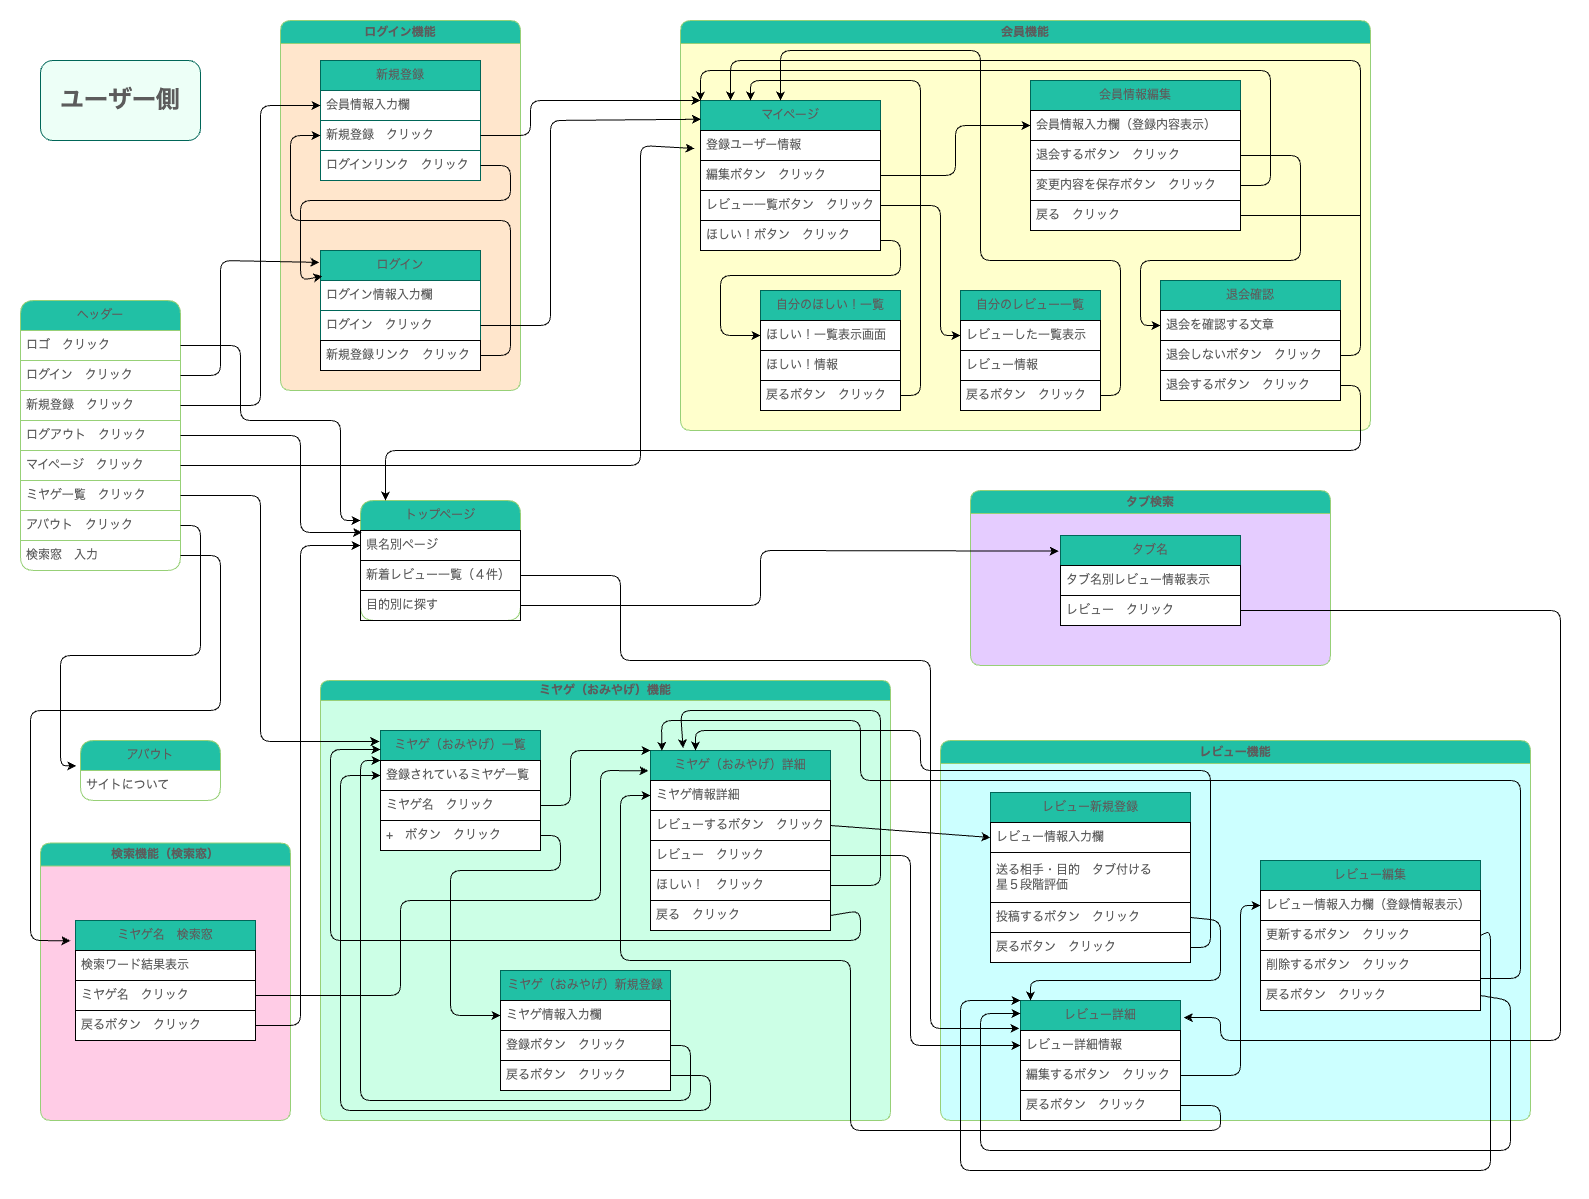 ユーザー側
ログイン機能
新規登録
会員情報入力欄
新規登録　クリック
ログインリンク　クリック
ログイン
ログイン情報入力欄
ログイン　クリック
新規登録リンク　クリック
会員機能
マイページ
登録ユーザー情報
編集ボタン　クリック
レビュー一覧ボタン　クリック
ほしい！ボタン　クリック
会員情報編集
会員情報入力欄（登録内容表示）
退会するボタン　クリック
変更内容を保存ボタン　クリック
戻る　クリック
自分のほしい！一覧
ほしい！一覧表示画面
ほしい！情報
戻るボタン　クリック
自分のレビュー一覧
レビューした一覧表示
レビュー情報
戻るボタン　クリック
退会確認
退会を確認する文章
退会しないボタン　クリック
退会するボタン　クリック
ヘッダー
ロゴ　クリック
ログイン　クリック
新規登録　クリック
ログアウト　クリック
マイページ　クリック
ミヤゲ一覧　クリック
アバウト　クリック
検索窓　入力
トップページ
県名別ページ
新着レビュー一覧（４件）
目的別に探す
タブ検索
タブ名
タブ名別レビュー情報表示
レビュー　クリック
アバウト
サイトについて
検索機能（検索窓）
ミヤゲ名　検索窓
検索ワード結果表示
ミヤゲ名　クリック
戻るボタン　クリック
ミヤゲ（おみやげ）機能
ミヤゲ（おみやげ）一覧
登録されているミヤゲ一覧
ミヤゲ名　クリック
+　ボタン　クリック
ミヤゲ（おみやげ）詳細
ミヤゲ情報詳細
レビューするボタン　クリック
レビュー　クリック
ほしい！　クリック
戻る　クリック
ミヤゲ（おみやげ）新規登録
ミヤゲ情報入力欄
登録ボタン　クリック
戻るボタン　クリック
レビュー機能
レビュー新規登録
レビュー情報入力欄
送る相手・目的　タブ付ける
星５段階評価
投稿するボタン　クリック
戻るボタン　クリック
レビュー編集
レビュー情報入力欄（登録情報表示）
更新するボタン　クリック
削除するボタン　クリック
戻るボタン　クリック
レビュー詳細
レビュー詳細情報
編集するボタン　クリック
戻るボタン　クリック